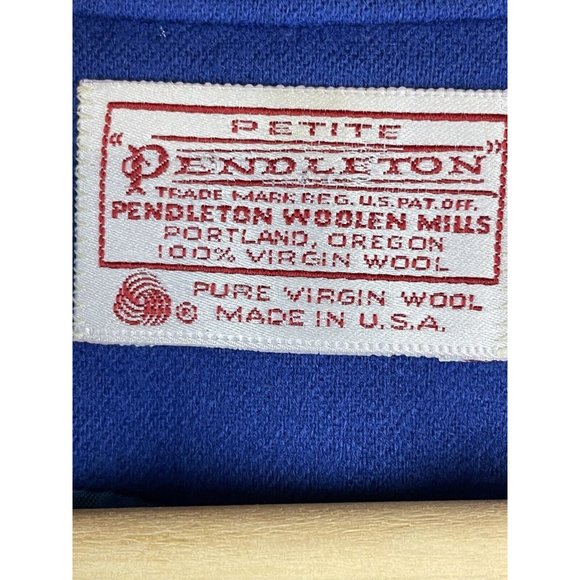 PETITE
"PENDLETON"
TRADE MARK REG. U.S. PAT. OFF.
PENDLETON WOOLEN MILLS
PORTLAND, OREGON
100% VIRGIN WOOL
PURE VIRGIN WOOL
® MADE IN U.S.A.